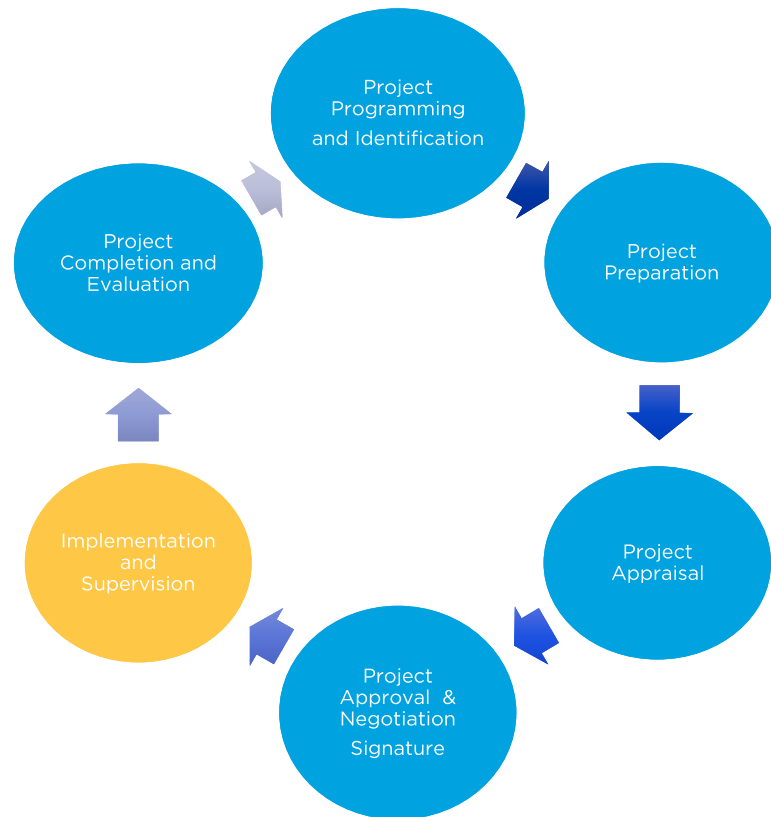 Project
Programming
and Identification
Project
Preparation
Project
Appraisal
Project
Approval &
Negotiation
Signature
Implementation
and
Supervision
Project
Completion and
Evaluation